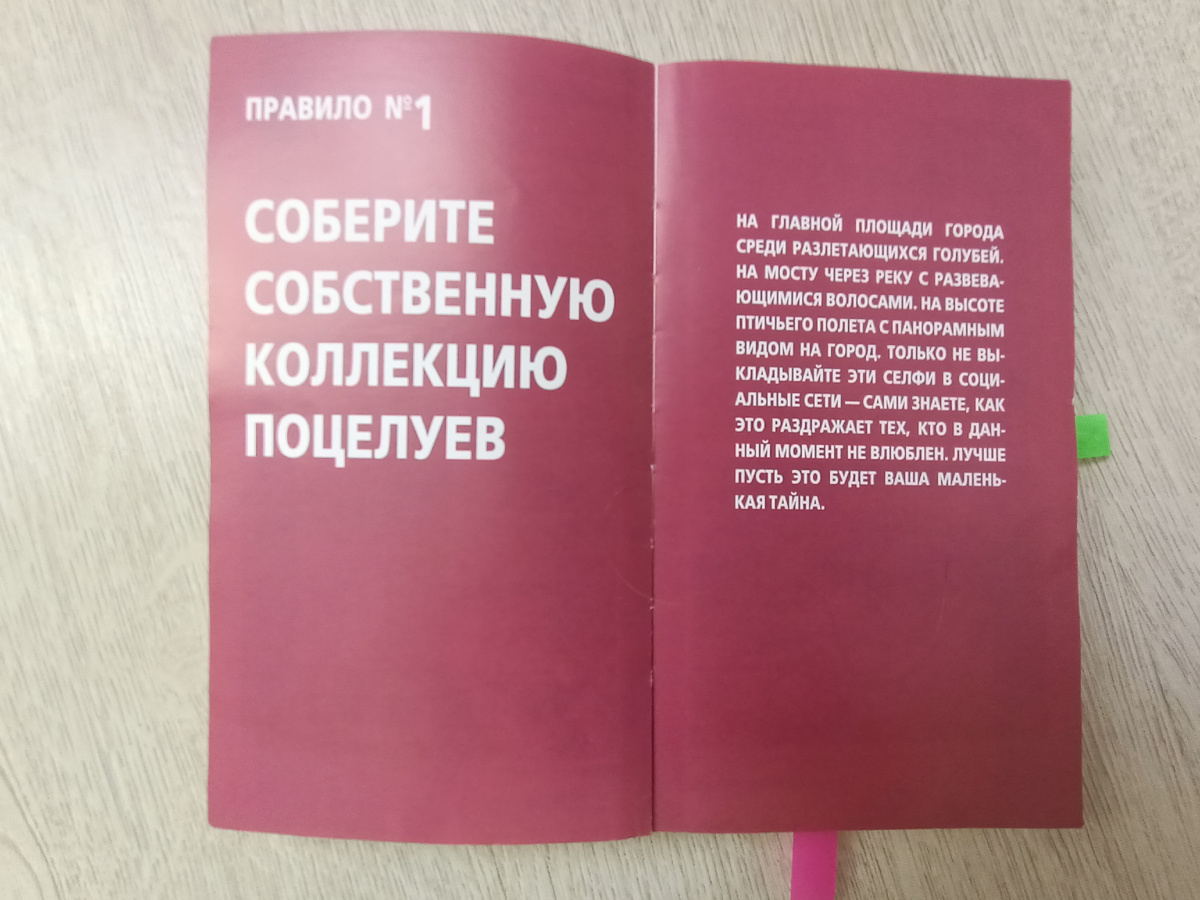 ПРАВИЛО №1
СОБЕРИТЕ
СОБСТВЕННУЮ
КОЛЛЕКЦИЮ
ПОЦЕЛУЕВ
НА ГЛАВНОЙ ПЛОЩАДИ ГОРОДА
СРЕДИ РАЗЛЕТАЮЩИХСЯ ГОЛУБЕЙ.
НА МОСТУ ЧЕРЕЗ РЕКУ С РАЗВЕВА-
ЮЩИМИСЯ ВОЛОСАМИ. НА ВЫСОТЕ
ПТИЧЬЕГО ПОЛЕТА С ПАНОРАМНЫМ
ВИДОМ НА ГОРОД. ТОЛЬКО НЕ ВЫ-
КЛАДЫВАЙТЕ ЭТИ СЕЛФИ В СОЦИ-
АЛЬНЫЕ СЕТИ — САМИ ЗНАЕТЕ, КАК
ЭТО РАЗДРАЖАЕТ ТЕХ, КТО В ДАН-
НЫЙ МОМЕНТ НЕ ВЛЮБЛЕН. ЛУЧШЕ
ПУСТЬ ЭТО БУДЕТ ВАША МАЛЕНЬ-
КАЯ ТАЙНА.